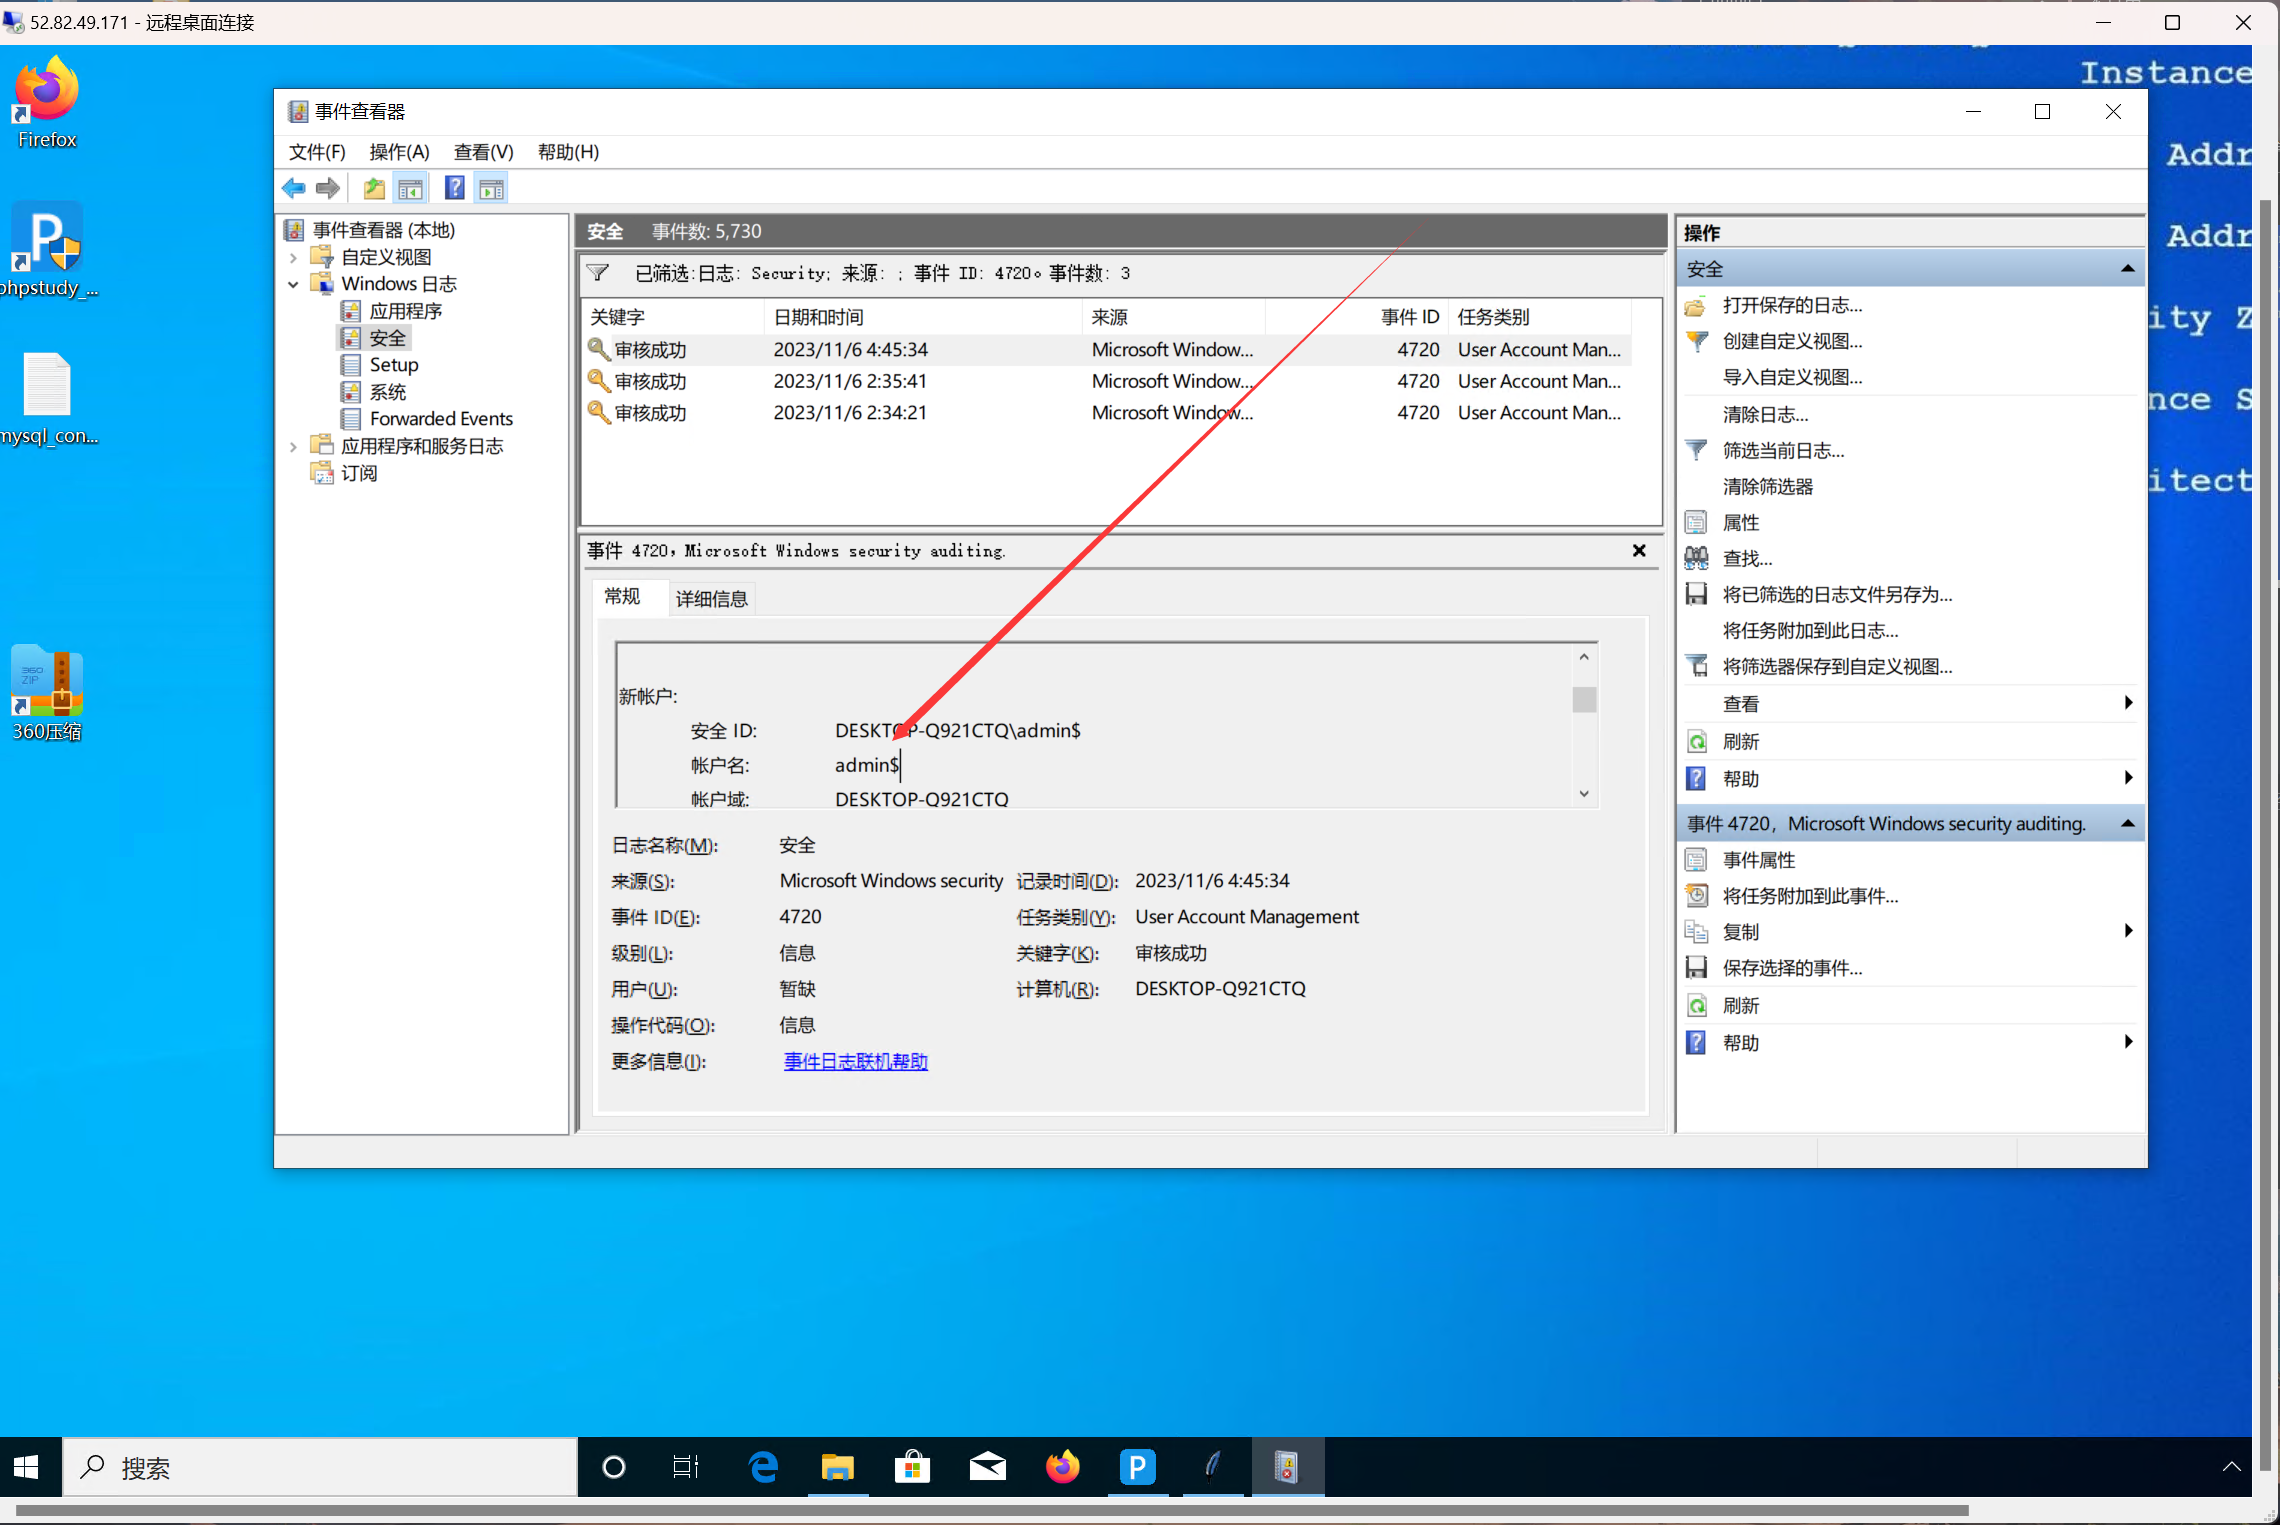 52.82.49.171 - 远程桌面连接
Instance
Addr
Addr
ity Z
nce S
itect
Firefox
phpstudy_...
mysql_con...
360压缩
事件查看器
文件(F) 操作(A) 查看(V) 帮助(H)
事件查看器 (本地)
自定义视图
Windows 日志
应用程序
安全
Setup
系统
Forwarded Events
应用程序和服务日志
订阅
安全 事件数: 5,730
已筛选:日志: Security; 来源: ; 事件 ID: 4720。事件数: 3
关键字 日期和时间 来源 事件 ID 任务类别
审核成功 2023/11/6 4:45:34 Microsoft Window... 4720 User Account Man...
审核成功 2023/11/6 2:35:41 Microsoft Window... 4720 User Account Man...
审核成功 2023/11/6 2:34:21 Microsoft Window... 4720 User Account Man...
事件 4720，Microsoft Windows security auditing.
常规 详细信息
新帐户:
安全 ID: DESKTOP-Q921CTQ\admin$
帐户名: admin$
帐户域: DESKTOP-Q921CTQ
日志名称(M): 安全
来源(S): Microsoft Windows security 记录时间(D): 2023/11/6 4:45:34
事件 ID(E): 4720 任务类别(Y): User Account Management
级别(L): 信息 关键字(K): 审核成功
用户(U): 暂缺 计算机(R): DESKTOP-Q921CTQ
操作代码(O): 信息
更多信息(I): 事件日志联机帮助
操作
安全
打开保存的日志...
创建自定义视图...
导入自定义视图...
清除日志...
筛选当前日志...
清除筛选器
属性
查找...
将已筛选的日志文件另存为...
将任务附加到此日志...
将筛选器保存到自定义视图...
查看
刷新
帮助
事件 4720，Microsoft Windows security auditing.
事件属性
将任务附加到此事件...
复制
保存选择的事件...
刷新
帮助
搜索